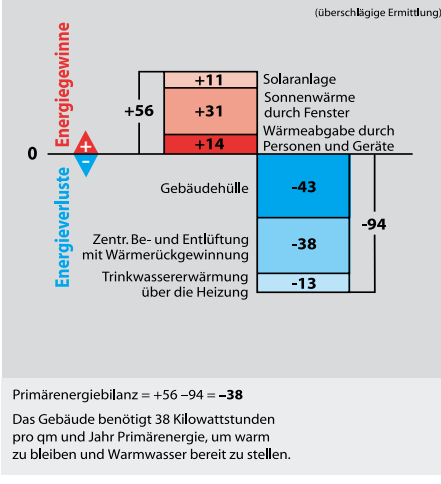 (überschlägige Ermittlung)
Energiegewinne
+11
Solaranlage
+56
+31
Sonnenwärme
durch Fenster
+14
Wärmeabgabe durch
Personen und Geräte
+
0
–
Energieverluste
Gebäudehülle
-43
-94
Zentr. Be- und Entlüftung
mit Wärmerückgewinnung
-38
Trinkwassererwärmung
über die Heizung
-13
Primärenergiebilanz = +56 –94 = –38
Das Gebäude benötigt 38 Kilowattstunden
pro qm und Jahr Primärenergie, um warm
zu bleiben und Warmwasser bereit zu stellen.